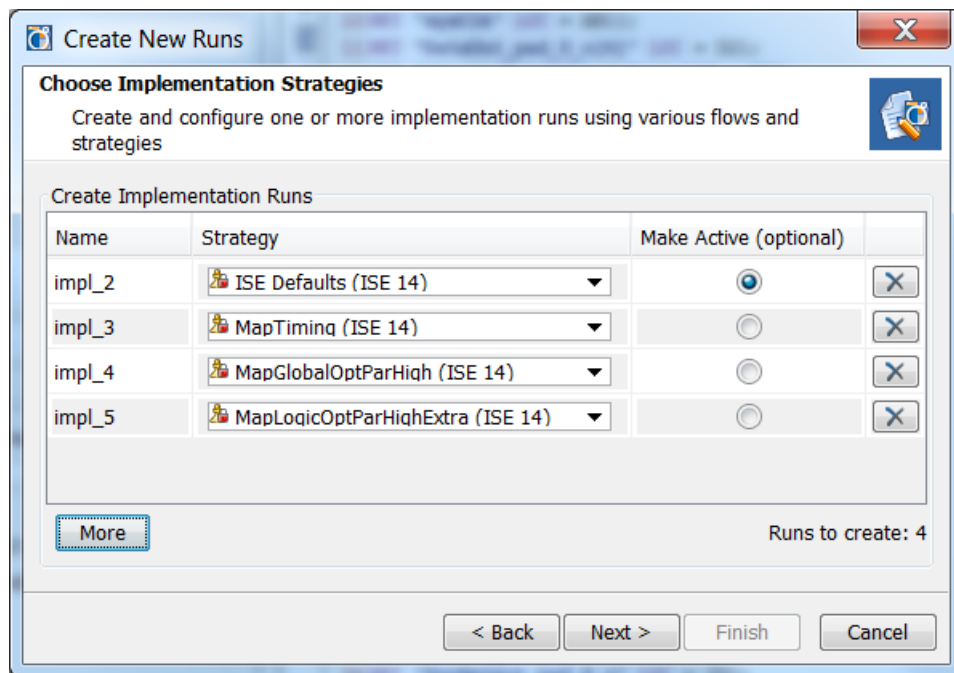 Create New Runs
Choose Implementation Strategies
Create and configure one or more implementation runs using various flows and
strategies
Create Implementation Runs
Name Strategy Make Active (optional)
impl_2 ISE Defaults (ISE 14)
impl_3 MapTiming (ISE 14)
impl_4 MapGlobalOptParHigh (ISE 14)
impl_5 MapLogicOptParHighExtra (ISE 14)
More Runs to create: 4
< Back Next > Finish Cancel